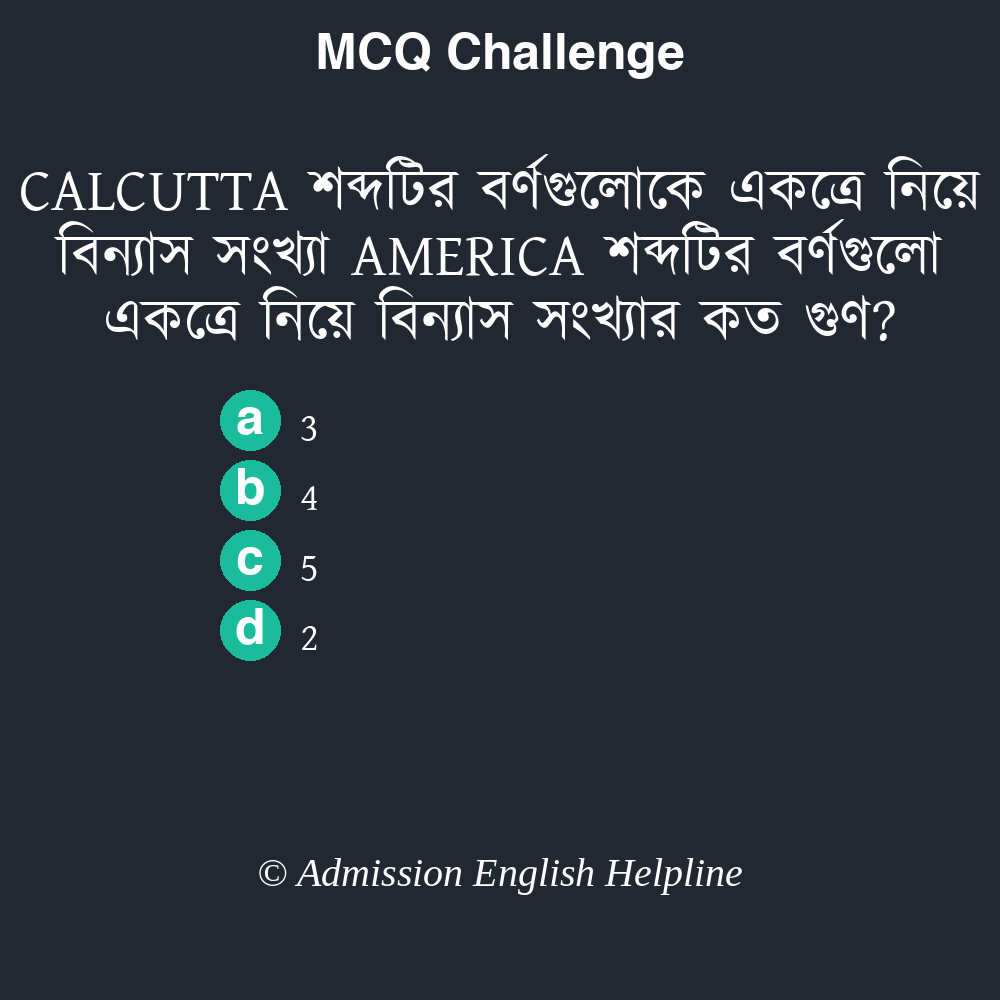 MCQ Challenge
CALCUTTA শব্দটির বর্ণগুলোকে একত্রে নিয়ে
বিন্যাস সংখ্যা AMERICA শব্দটির বর্ণগুলো
একত্রে নিয়ে বিন্যাস সংখ্যার কত গুণ?
a 3
b 4
c 5
d 2
© Admission English Helpline